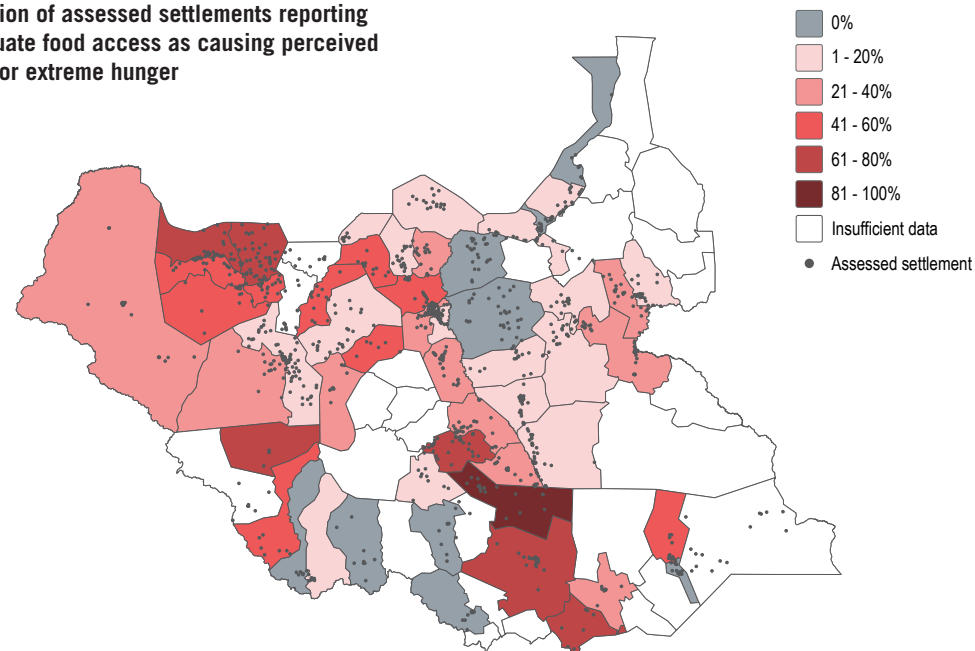 ion of assessed settlements reporting
uate food access as causing perceived
or extreme hunger
0%
1 - 20%
21 - 40%
41 - 60%
61 - 80%
81 - 100%
Insufficient data
Assessed settlement